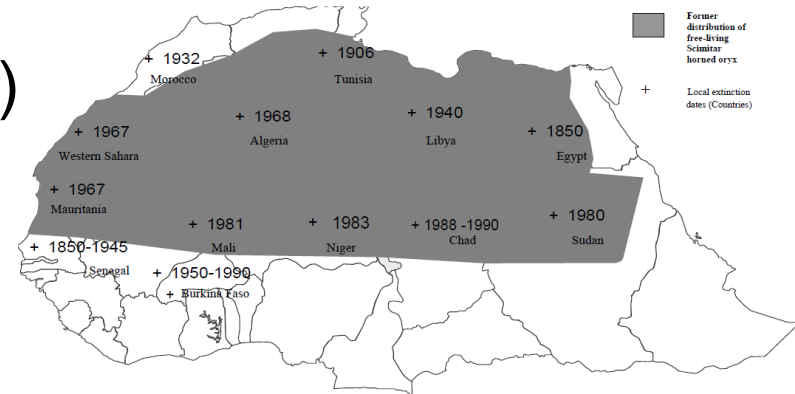 )
Former
distribution of
free-living
Scimitar
horned oryx
+ Local extinction
dates (Countries)
+ 1932
Morocco
+ 1906
Tunisia
+ 1967
Western Sahara
+ 1968
Algeria
+ 1940
Libya
+ 1850
Egypt
+ 1967
Mauritania
+ 1981
Mali
+ 1983
Niger
+ 1988 -1990
Chad
+ 1980
Sudan
+ 1850-1945
Senegal
+ 1950-1990
+ Burkina Faso